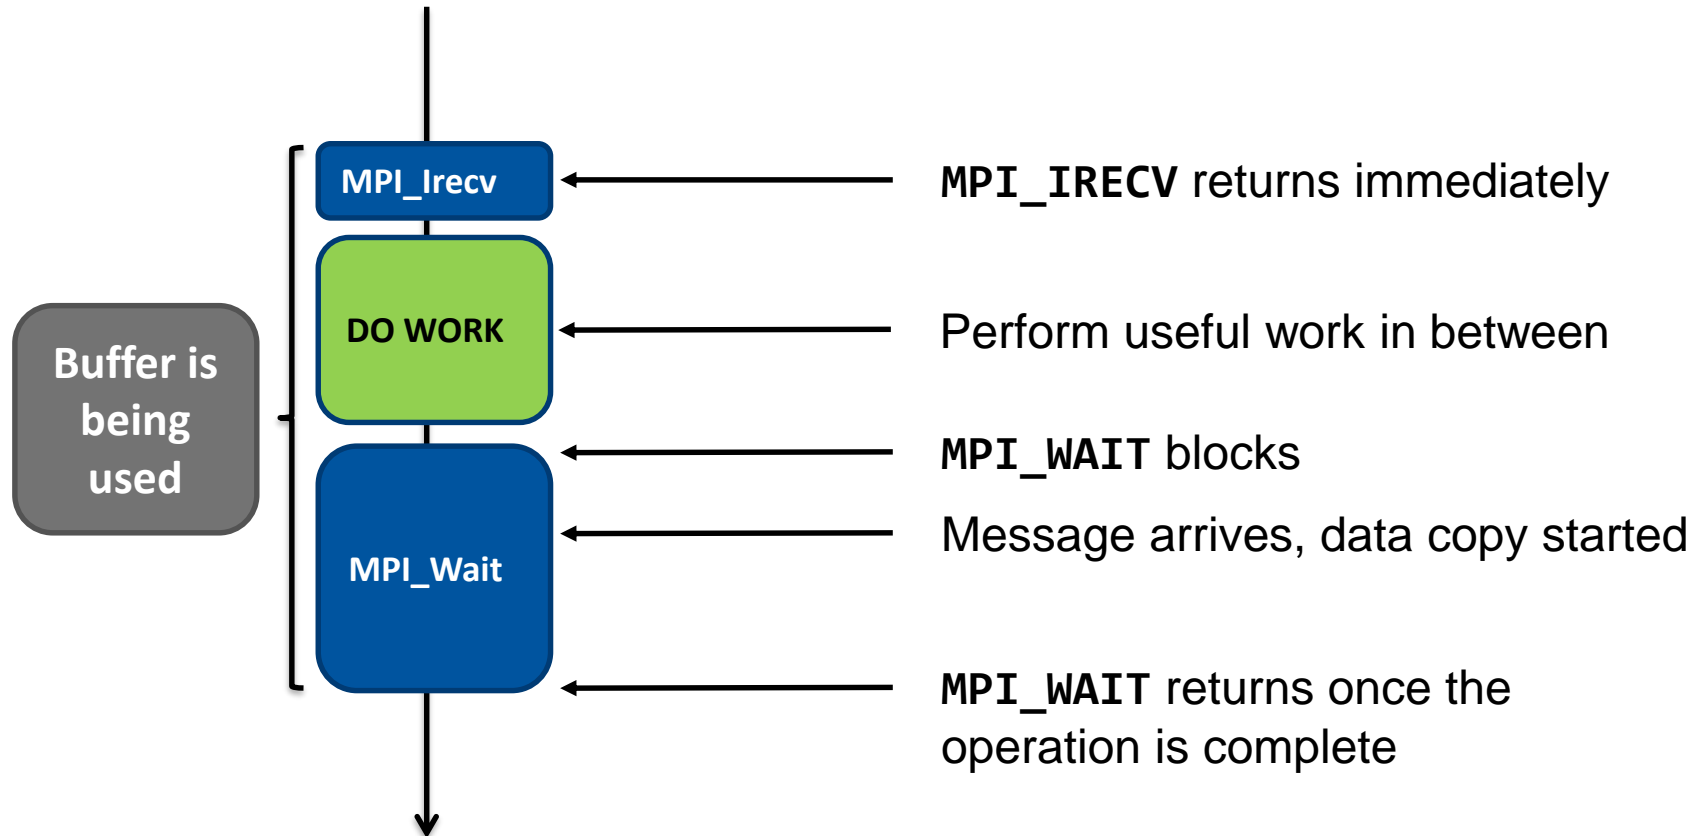 MPI_Irecv
MPI_IRECV returns immediately
DO WORK
Perform useful work in between
Buffer is
being
used
MPI_WAIT blocks
Message arrives, data copy started
MPI_Wait
MPI_WAIT returns once the
operation is complete